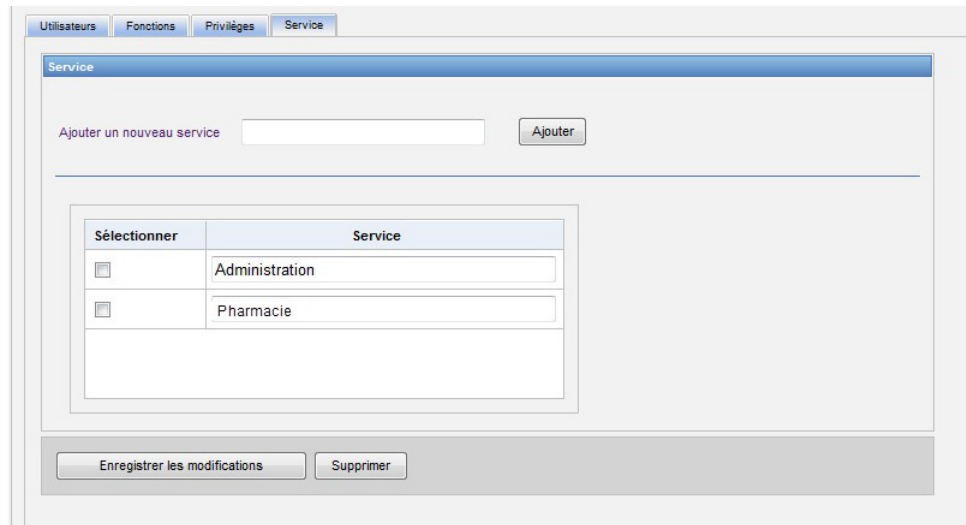 Utilisateurs Fonctions Privilèges Service
Service
Ajouter un nouveau service Ajouter
Sélectionner Service
Administration
Pharmacie
Enregistrer les modifications Supprimer